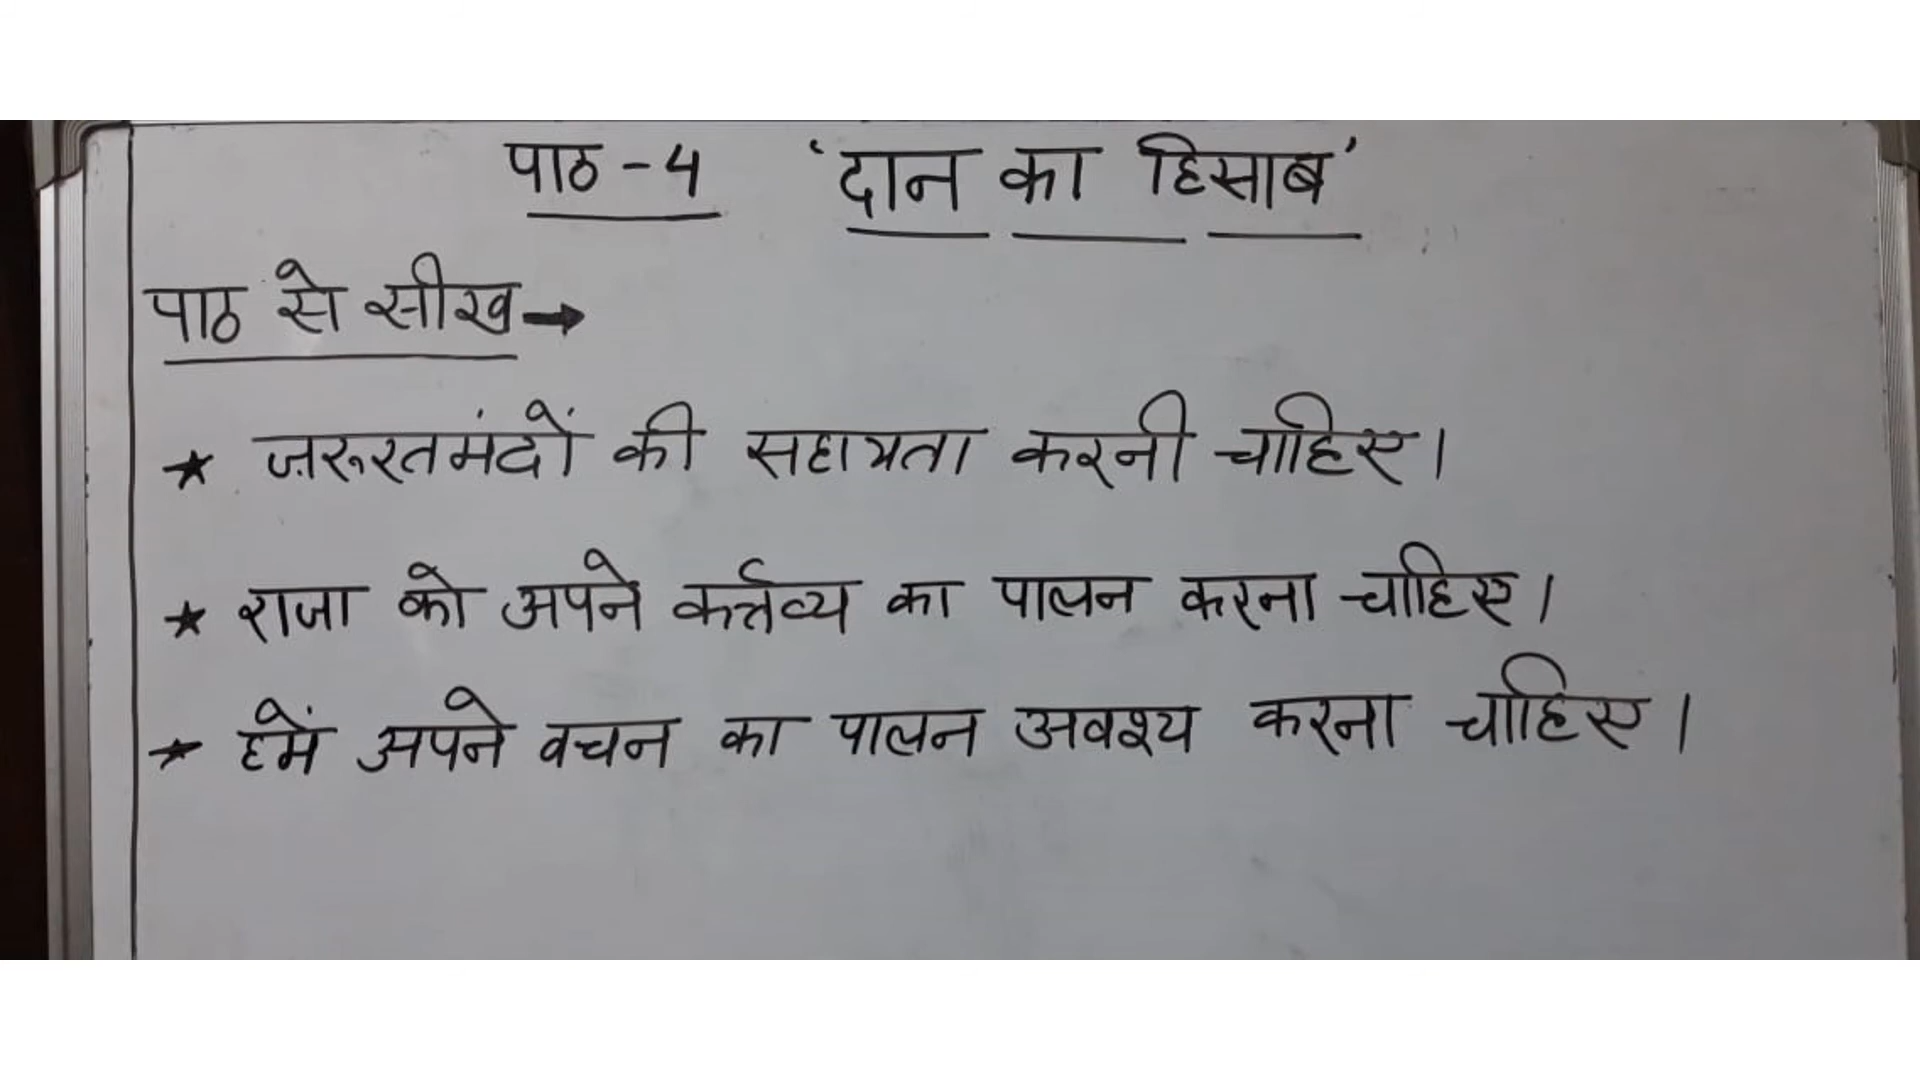 पाठ - 4 'दान का हिसाब'
पाठ से सीख→
★ ज़रूरतमंदों की सहायता करनी चाहिए।
★ राजा को अपने कर्त्तव्य का पालन करना चाहिए।
★ हमें अपने वचन का पालन अवश्य करना चाहिए।